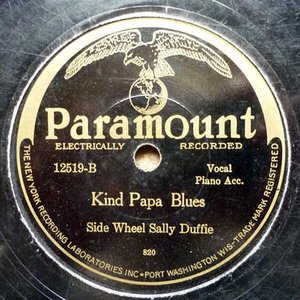 Paramount
ELECTRICALLY RECORDED
12519-B
Vocal
Piano Acc.
Kind Papa Blues
Side Wheel Sally Duffie
820
THE NEW YORK RECORDING LABORATORIES INC • PORT WASHINGTON WIS — TRADE MARK REGISTERED